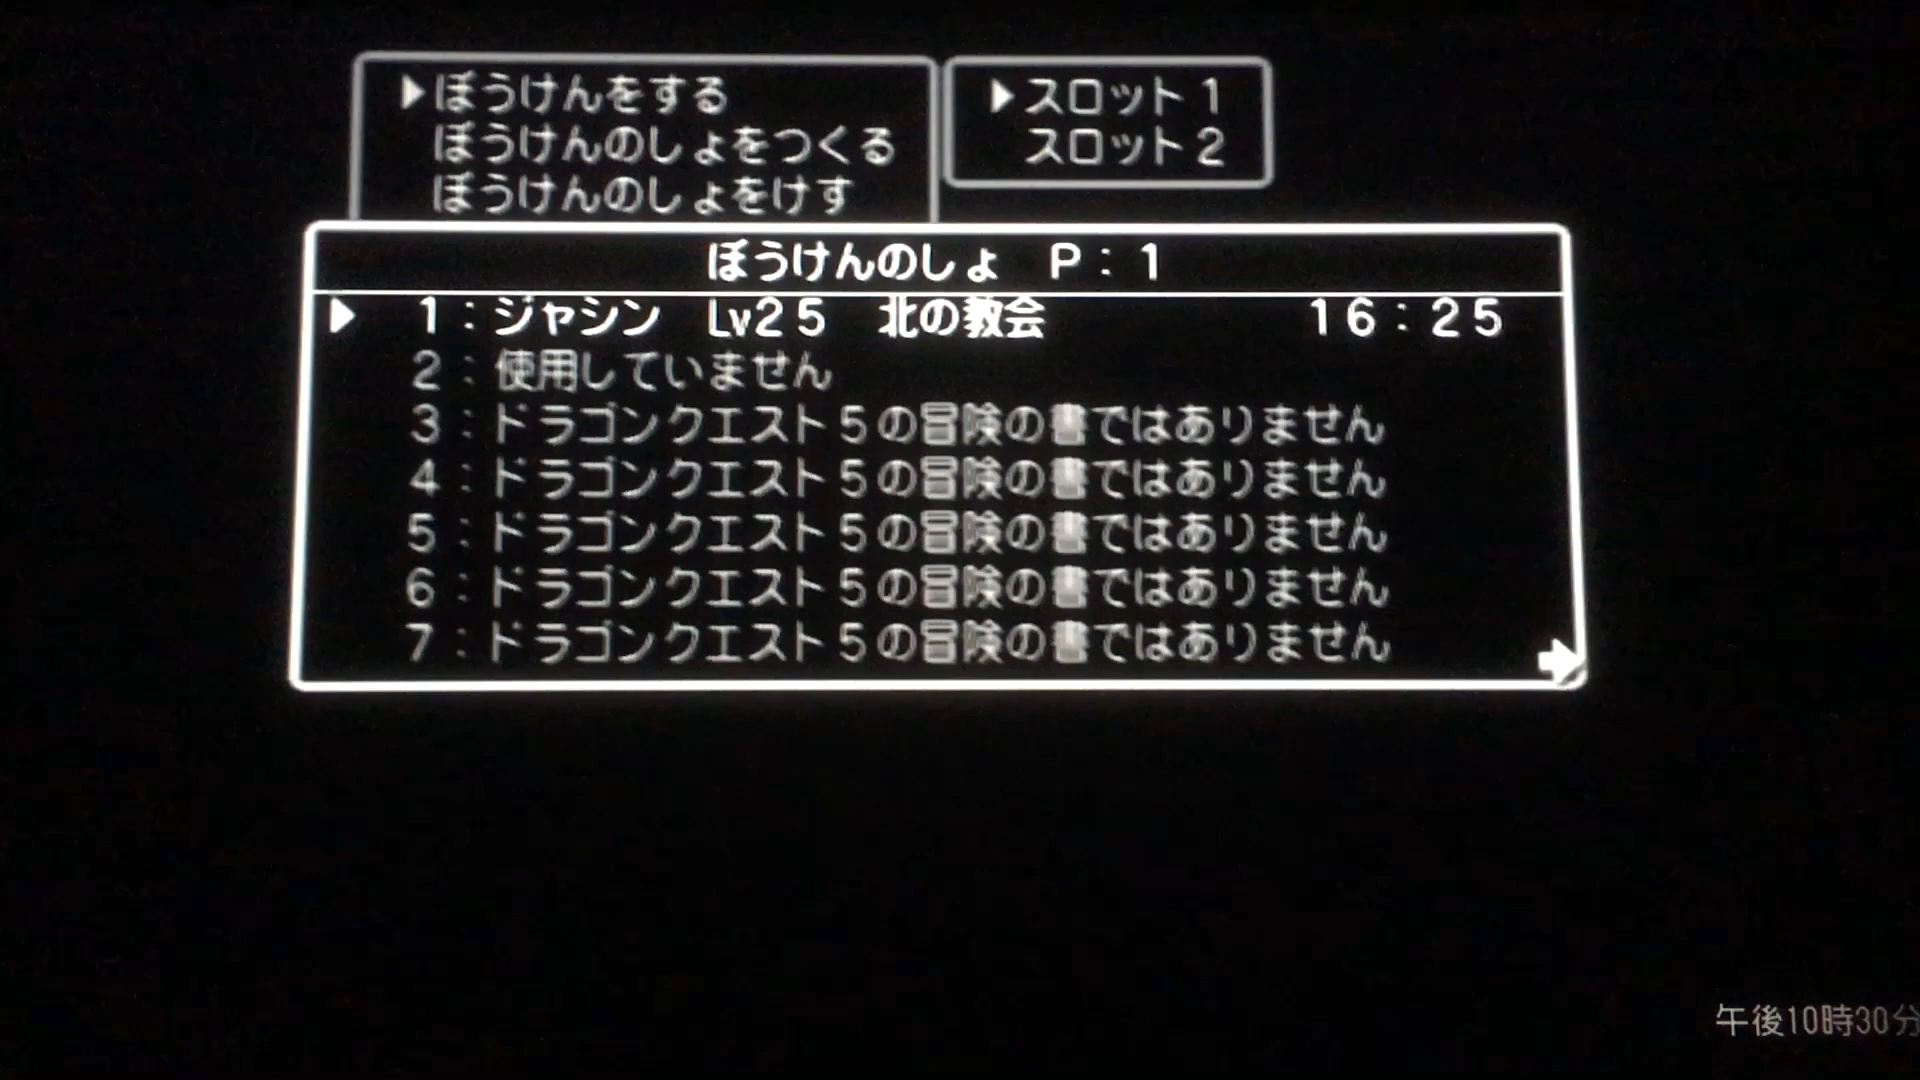 ▶ぼうけんをする
ぼうけんのしょをつくる
ぼうけんのしょをけす
▶スロット1
スロット2
ぼうけんのしょ P:1
▶ 1:ジャシン Lv25 北の教会 16:25
2:使用していません
3:ドラゴンクエスト5の冒険の書ではありません
4:ドラゴンクエスト5の冒険の書ではありません
5:ドラゴンクエスト5の冒険の書ではありません
6:ドラゴンクエスト5の冒険の書ではありません
7:ドラゴンクエスト5の冒険の書ではありません
午後10時30分